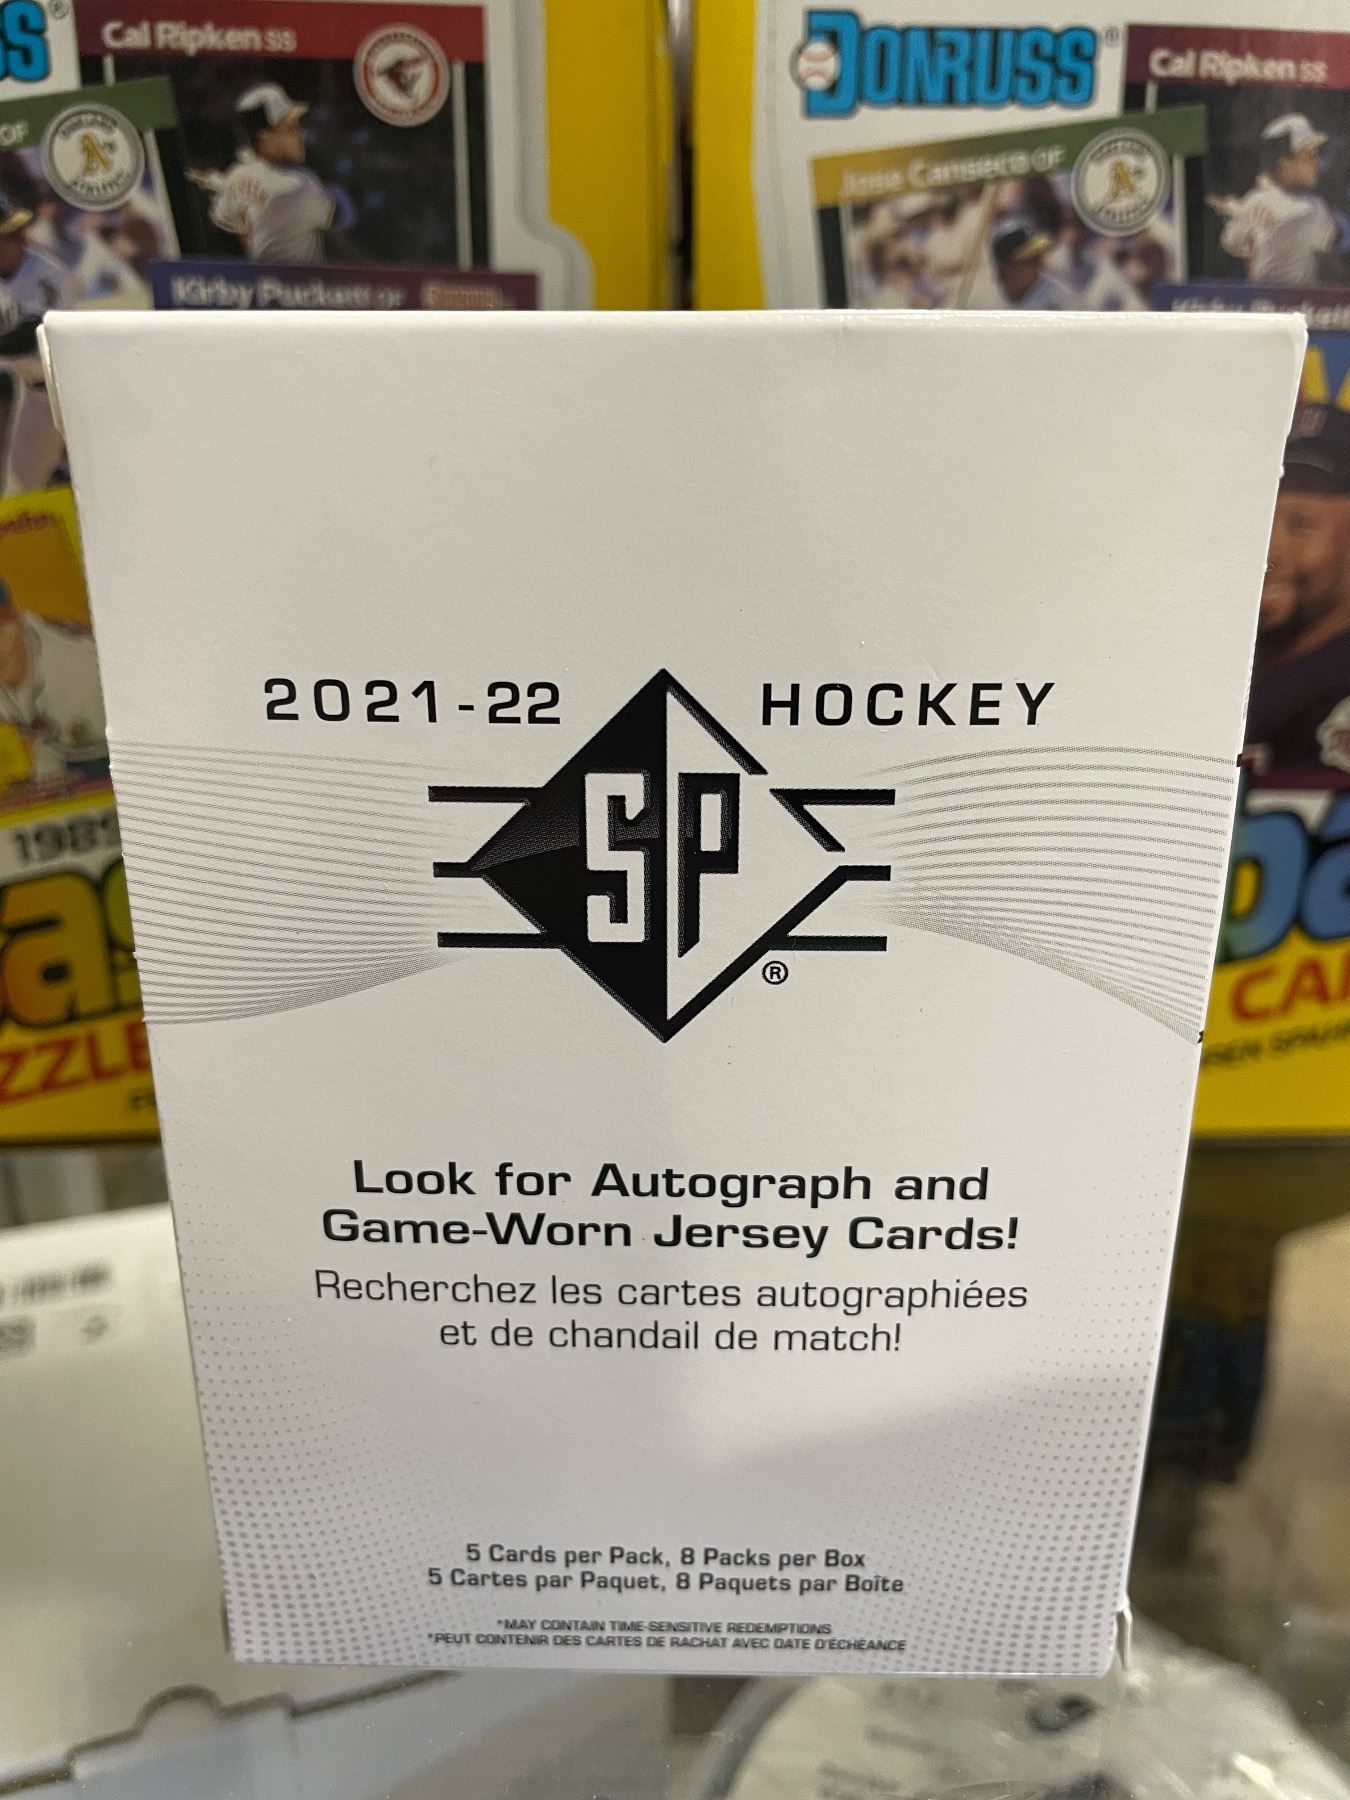 Cal Ripken SS
OF
Kirby Puckett OF
DONRUSS
Cal Ripken SS
Jose Canseco OF
1989
2021-22
HOCKEY
SP
®
Look for Autograph and
Game-Worn Jersey Cards!
Recherchez les cartes autographiées
et de chandail de match!
5 Cards per Pack, 8 Packs per Box
5 Cartes par Paquet, 8 Paquets par Boîte
*MAY CONTAIN TIME-SENSITIVE REDEMPTIONS
*PEUT CONTENIR DES CARTES DE RACHAT AVEC DATE D'ÉCHÉANCE